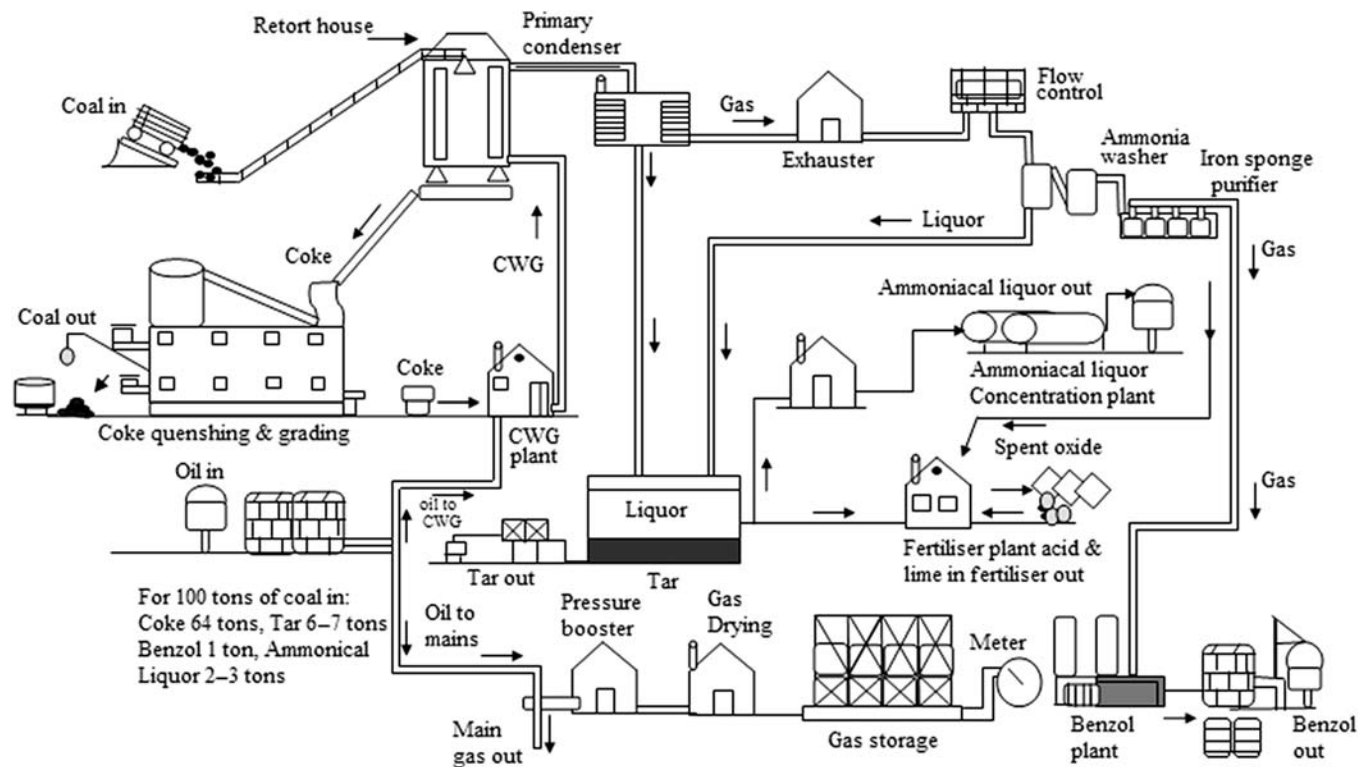 Retort house
Primary
condenser
Coal in
Gas
Exhauster
Flow
control
Ammonia
washer
Iron sponge
purifier
Liquor
Gas
Coke
CWG
Coal out
Coke
Coke quenshing & grading
CWG
plant
Ammoniacal liquor out
Ammoniacal liquor
Concentration plant
Spent oxide
Oil in
oil to
CWG
Liquor
Gas
Tar out
Tar
Fertiliser plant acid &
lime in fertiliser out
For 100 tons of coal in:
Coke 64 tons, Tar 6–7 tons
Benzol 1 ton, Ammonical
Liquor 2–3 tons
Oil to
mains
Pressure
booster
Gas
Drying
Meter
Main
gas out
Gas storage
Benzol
plant
Benzol
out